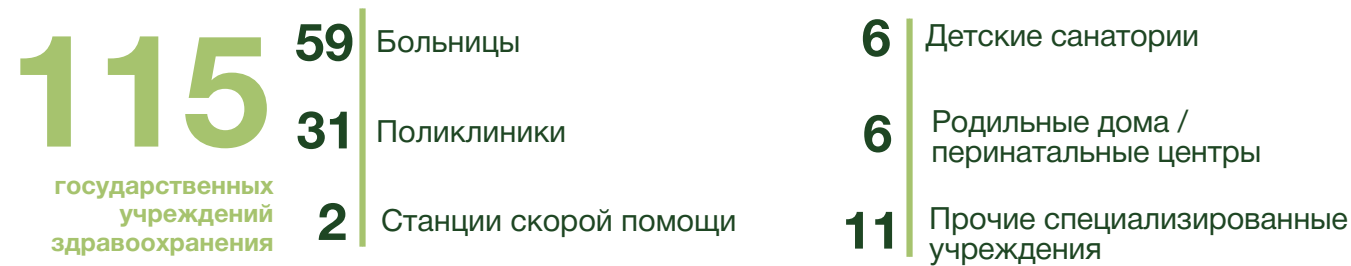 115
государственных
учреждений
здравоохранения
59 Больницы
31 Поликлиники
2 Станции скорой помощи
6 Детские санатории
6 Родильные дома /
перинатальные центры
11 Прочие специализированные
учреждения